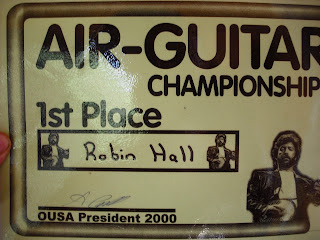 AIR-GUITAR
CHAMPIONSHIP
1st Place
Robin Hall
OUSA President 2000